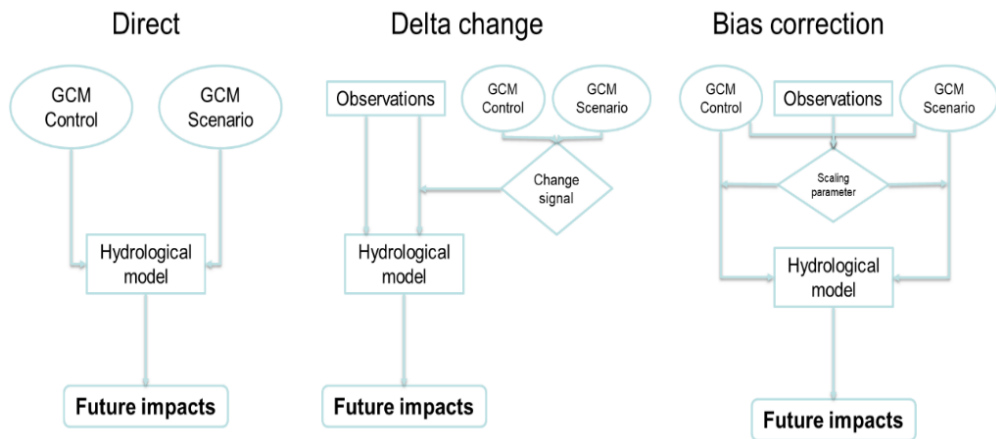 Direct
GCM
Control
GCM
Scenario
Hydrological
model
Future impacts
Delta change
Observations
GCM
Control
GCM
Scenario
Change
signal
Hydrological
model
Future impacts
Bias correction
GCM
Control
Observations
GCM
Scenario
Scaling
parameter
Hydrological
model
Future impacts